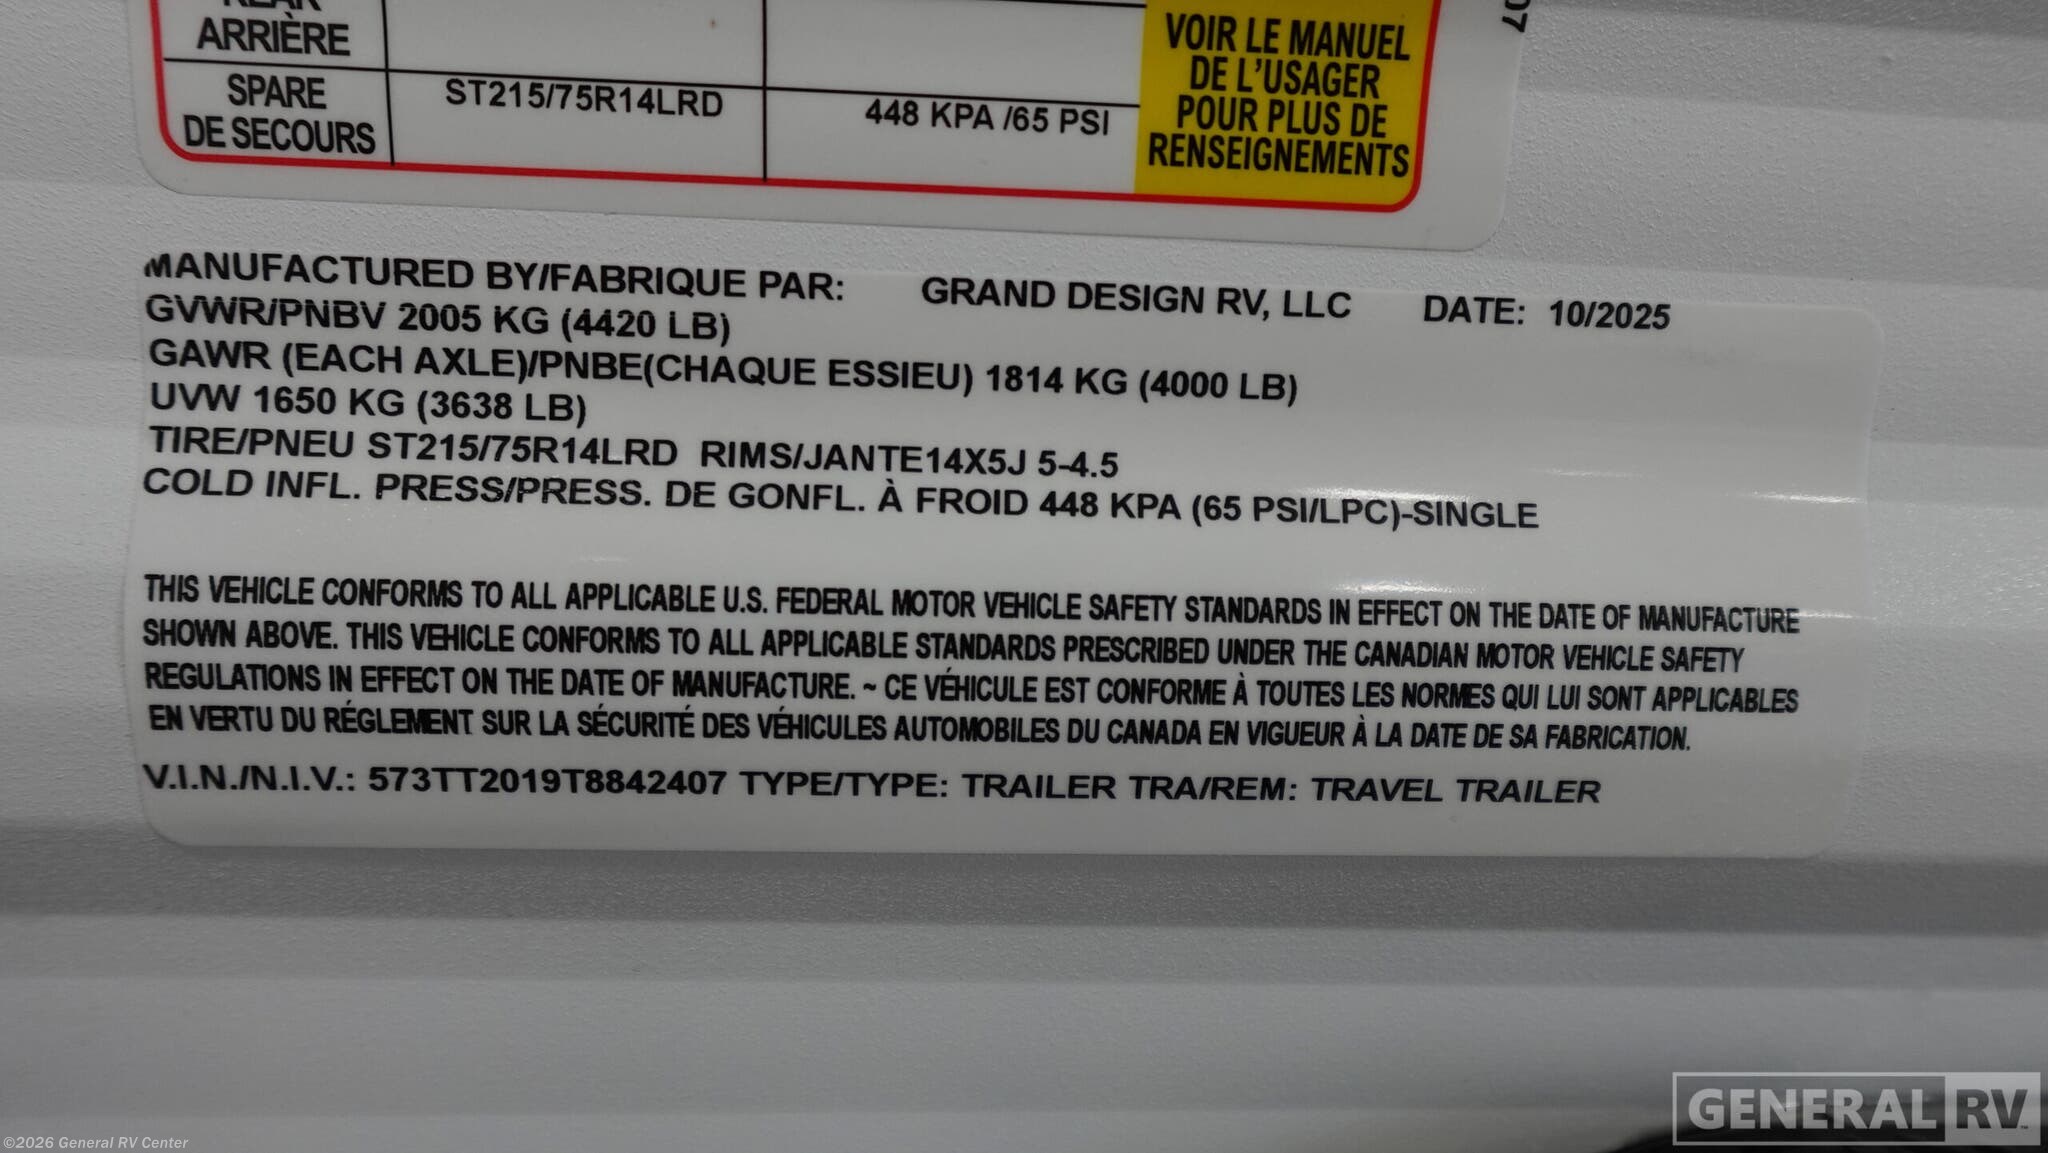 REAR
ARRIÈRE
SPARE
DE SECOURS
ST215/75R14LRD
448 KPA /65 PSI
VOIR LE MANUEL
DE L'USAGER
POUR PLUS DE
RENSEIGNEMENTS
07
MANUFACTURED BY/FABRIQUE PAR: GRAND DESIGN RV, LLC DATE: 10/2025
GVWR/PNBV 2005 KG (4420 LB)
GAWR (EACH AXLE)/PNBE(CHAQUE ESSIEU) 1814 KG (4000 LB)
UVW 1650 KG (3638 LB)
TIRE/PNEU ST215/75R14LRD RIMS/JANTE14X5J 5-4.5
COLD INFL. PRESS/PRESS. DE GONFL. À FROID 448 KPA (65 PSI/LPC)-SINGLE
THIS VEHICLE CONFORMS TO ALL APPLICABLE U.S. FEDERAL MOTOR VEHICLE SAFETY STANDARDS IN EFFECT ON THE DATE OF MANUFACTURE
SHOWN ABOVE. THIS VEHICLE CONFORMS TO ALL APPLICABLE STANDARDS PRESCRIBED UNDER THE CANADIAN MOTOR VEHICLE SAFETY
REGULATIONS IN EFFECT ON THE DATE OF MANUFACTURE. ~ CE VÉHICULE EST CONFORME À TOUTES LES NORMES QUI LUI SONT APPLICABLES
EN VERTU DU RÉGLEMENT SUR LA SÉCURITÉ DES VÉHICULES AUTOMOBILES DU CANADA EN VIGUEUR À LA DATE DE SA FABRICATION.
V.I.N./N.I.V.: 573TT2019T8842407 TYPE/TYPE: TRAILER TRA/REM: TRAVEL TRAILER
GENERAL RV
©2026 General RV Center